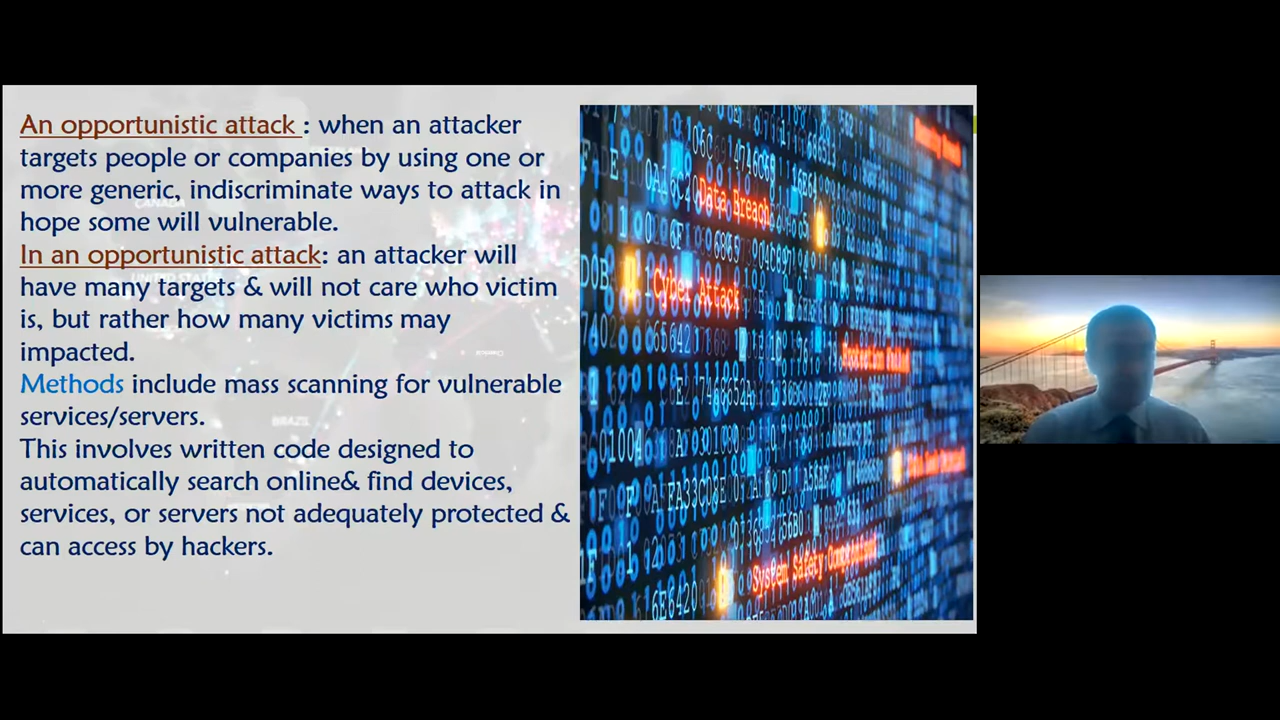 An opportunistic attack : when an attacker
targets people or companies by using one or
more generic, indiscriminate ways to attack in
hope some will vulnerable.
In an opportunistic attack: an attacker will
have many targets & will not care who victim
is, but rather how many victims may
impacted.
Methods include mass scanning for vulnerable
services/servers.
This involves written code designed to
automatically search online& find devices,
services, or servers not adequately protected &
can access by hackers.
CANADA
UNITED STATES
BRAZIL
Data Breach
Cyber Attack
System Safety Compromised